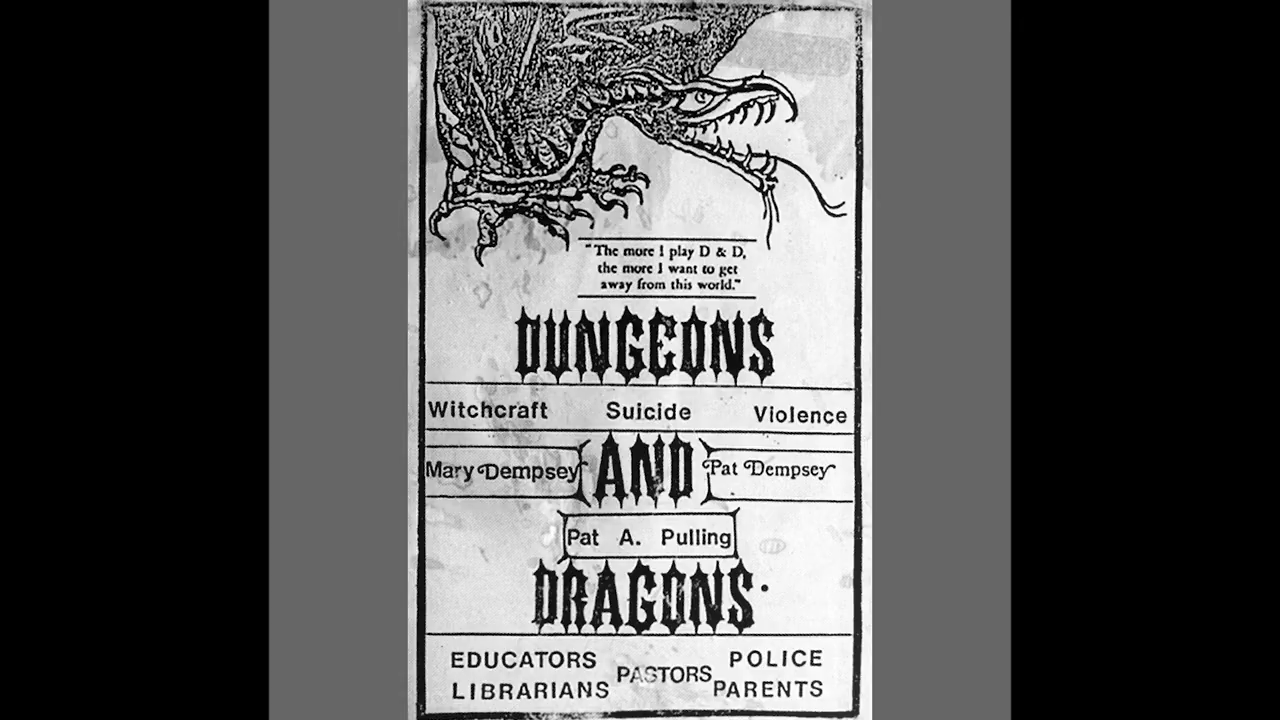 "The more I play D & D,
the more I want to get
away from this world."
DUNGEONS
Witchcraft Suicide Violence
Mary Dempsey AND Pat Dempsey
Pat A. Pulling
DRAGONS.
EDUCATORS PASTORS POLICE
LIBRARIANS PARENTS